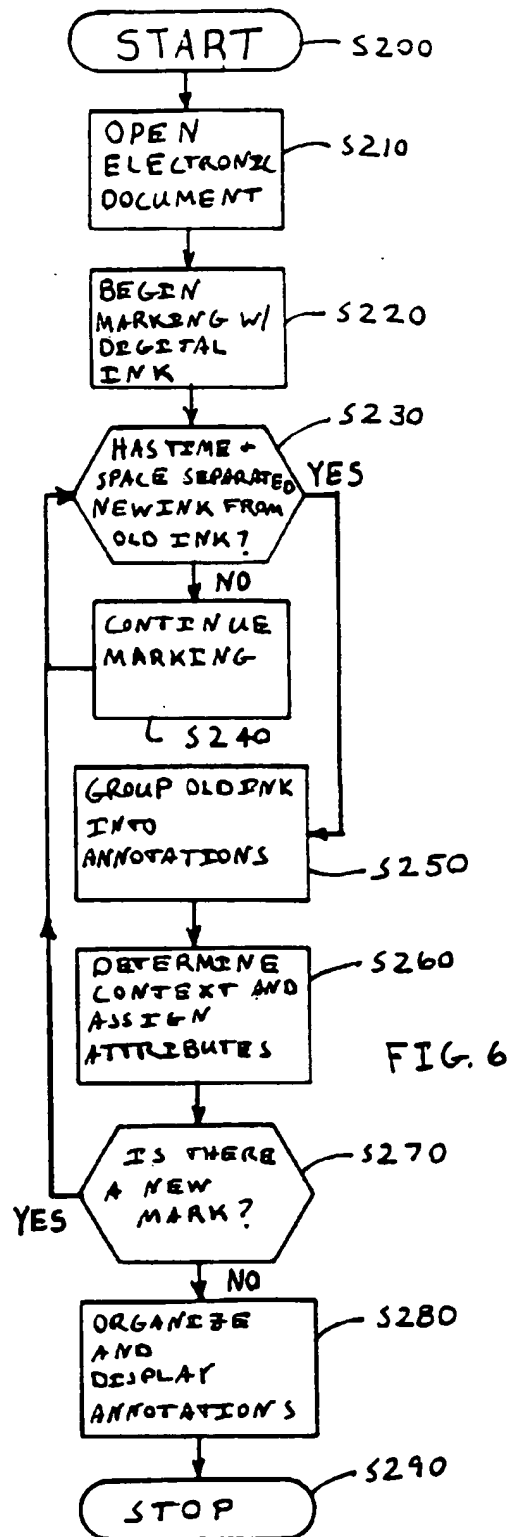 START
S200
OPEN
ELECTRONIC
DOCUMENT
S210
BEGIN
MARKING W/
DIGITAL
INK
S220
S230
HAS TIME +
SPACE SEPARATED
NEW INK FROM
OLD INK?
YES
NO
CONTINUE
MARKING
S240
GROUP OLD INK
INTO
ANNOTATIONS
S250
DETERMINE
CONTEXT AND
ASSIGN
ATTRIBUTES
S260
FIG. 6
IS THERE
A NEW
MARK?
S270
YES
NO
ORGANIZE
AND
DISPLAY
ANNOTATIONS
S280
S290
STOP